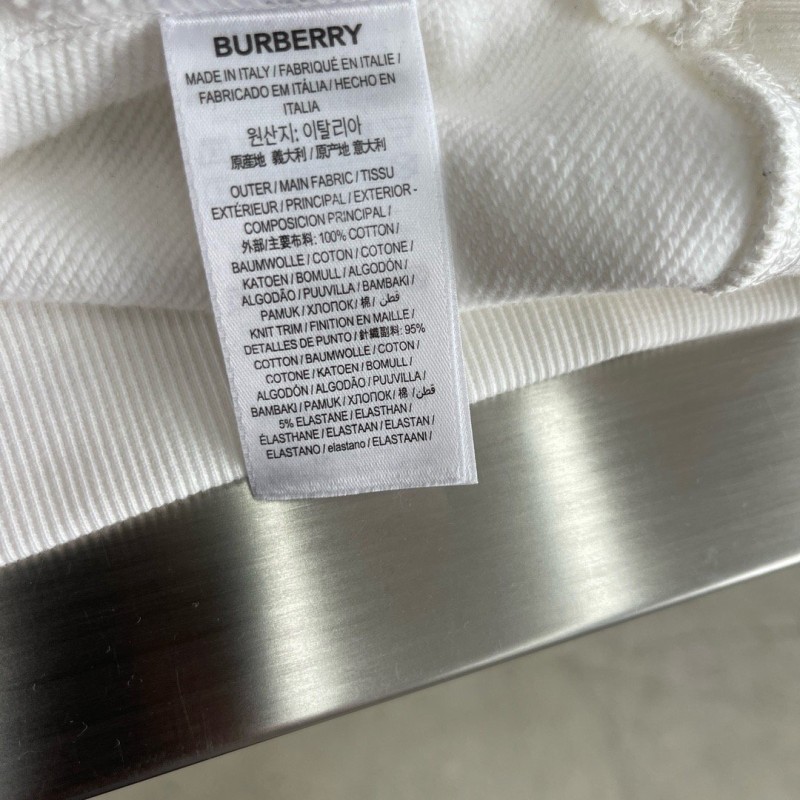 BURBERRY
MADE IN ITALY / FABRIQUÉ EN ITALIE /
FABRICADO EM ITÁLIA / HECHO EN
ITALIA
원산지: 이탈리아
原産地 義大利 / 原产地 意大利
OUTER / MAIN FABRIC / TISSU
EXTÉRIEUR / PRINCIPAL / EXTERIOR -
COMPOSICION PRINCIPAL /
外部/主要布料: 100% COTTON /
BAUMWOLLE / COTON / COTONE /
KATOEN / BOMULL / ALGODÓN /
ALGODÃO / PUUVILLA / BAMBAKI /
PAMUK / ХЛОПОК / 棉 / قطن /
KNIT TRIM / FINITION EN MAILLE /
DETALLES DE PUNTO / 針織副料: 95%
COTTON / BAUMWOLLE / COTON /
COTONE / KATOEN / BOMULL /
ALGODÓN / ALGODÃO / PUUVILLA /
BAMBAKI / PAMUK / ХЛОПОК / 棉 / قطن/
5% ELASTANE / ELASTHAN /
ÉLASTHANE / ELASTAAN / ELASTAN /
ELASTANO / elastano / ELASTAANI /